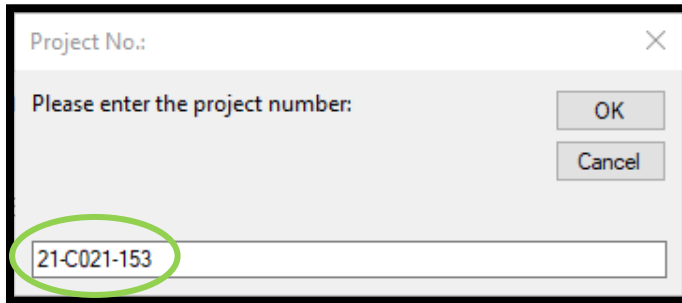 Project No.:
Please enter the project number:
OK
Cancel
21-C021-153